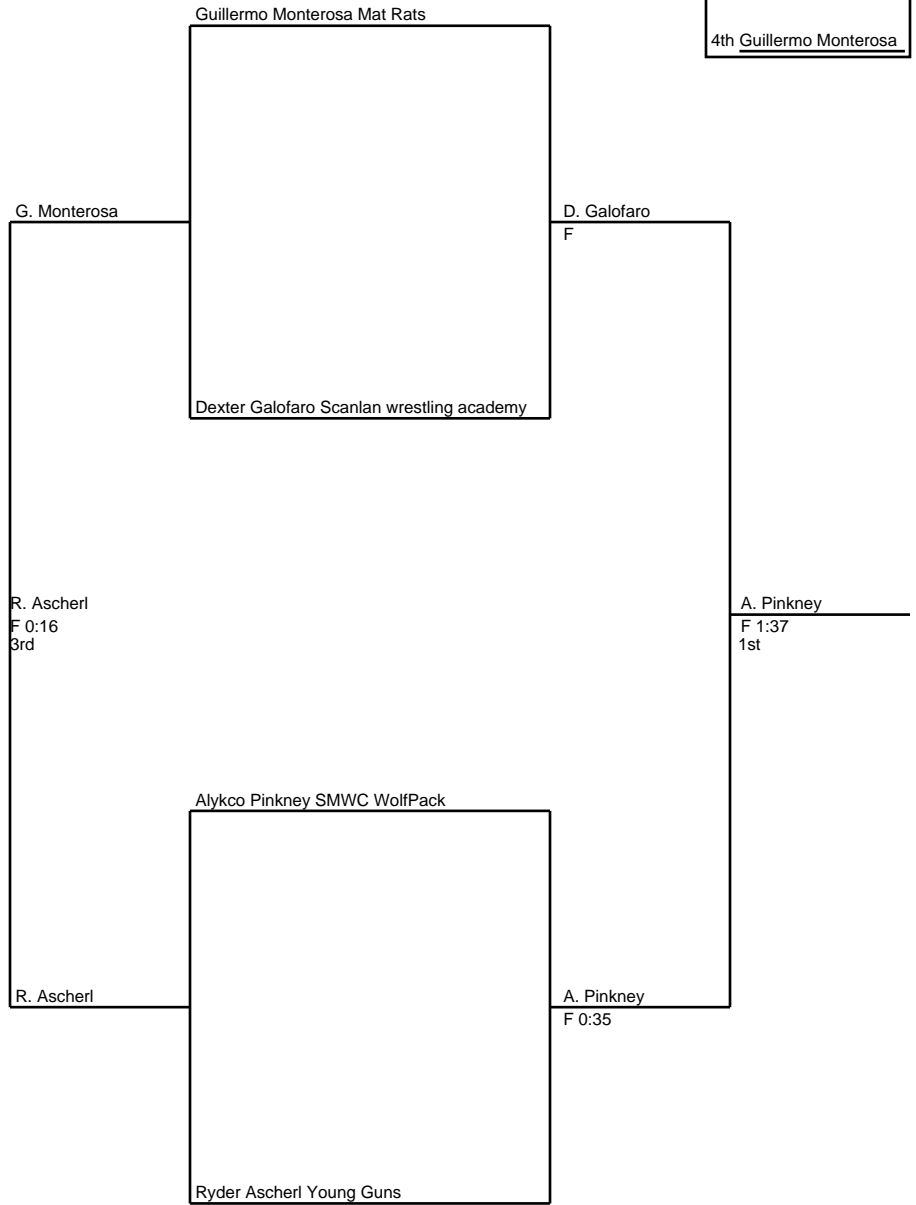 Guillermo Monterosa Mat Rats
4th Guillermo Monterosa
G. Monterosa
D. Galofaro
F
Dexter Galofaro Scanlan wrestling academy
R. Ascherl
F 0:16
3rd
A. Pinkney
F 1:37
1st
Alykco Pinkney SMWC WolfPack
R. Ascherl
A. Pinkney
F 0:35
Ryder Ascherl Young Guns